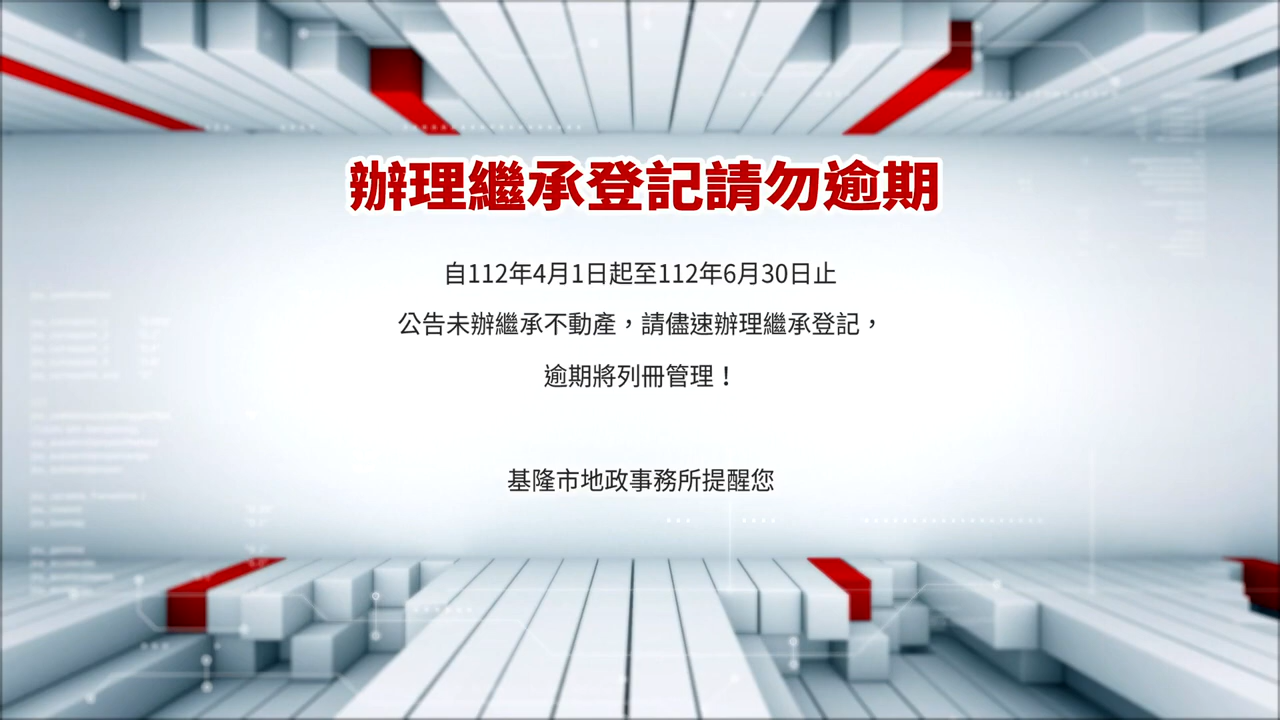 辦理繼承登記請勿逾期
自112年4月1日起至112年6月30日止
公告未辦繼承不動產，請儘速辦理繼承登記，
逾期將列冊管理！
基隆市地政事務所提醒您